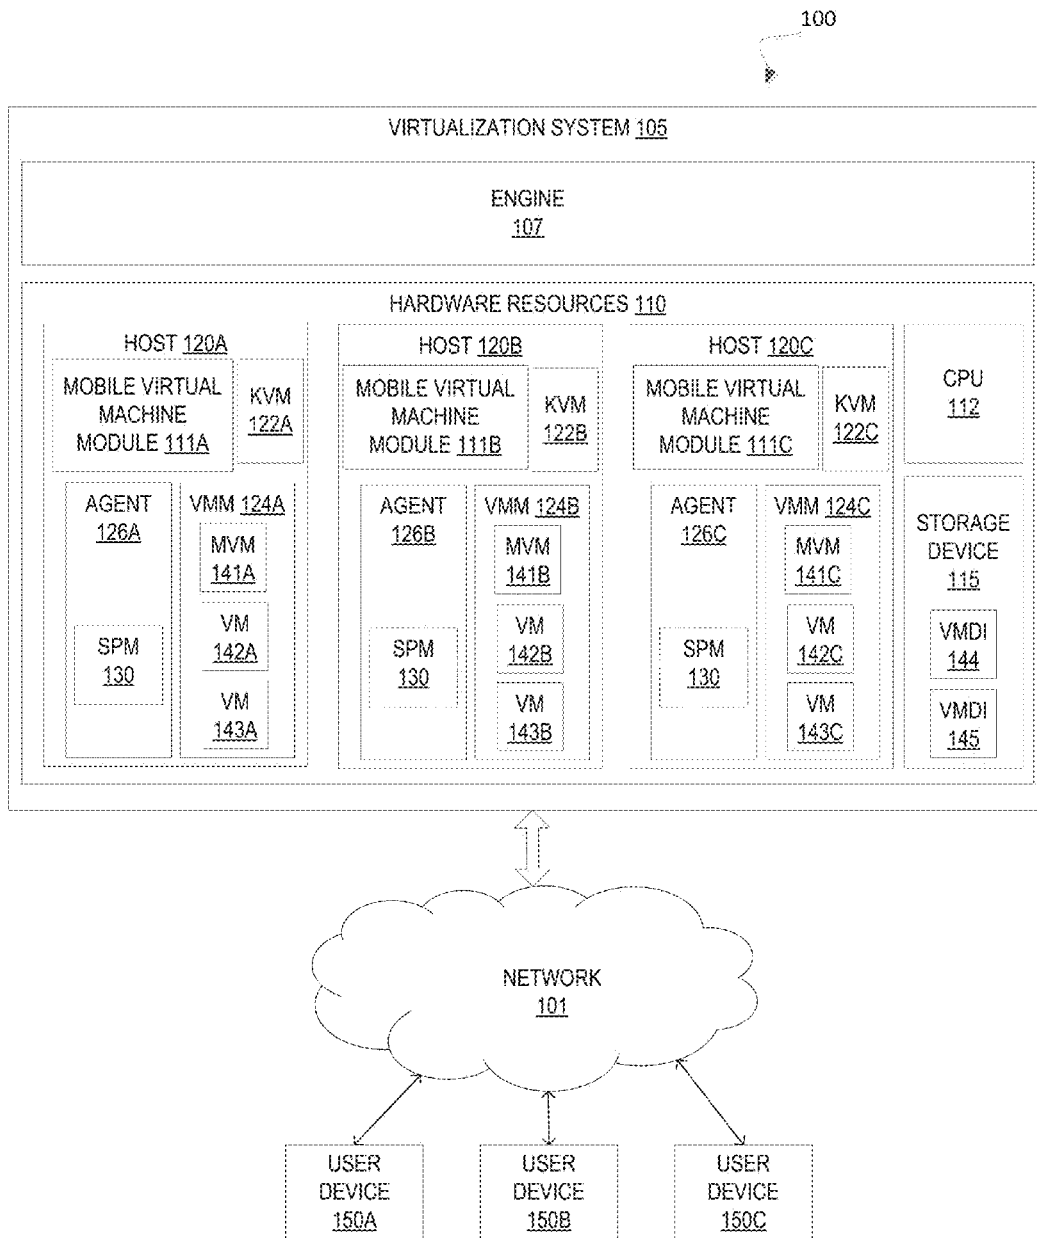 100
VIRTUALIZATION SYSTEM 105
ENGINE
107
HARDWARE RESOURCES 110
HOST 120A
MOBILE VIRTUAL
MACHINE
MODULE 111A
KVM
122A
AGENT
126A
SPM
130
VMM 124A
MVM
141A
VM
142A
VM
143A
HOST 120B
MOBILE VIRTUAL
MACHINE
MODULE 111B
KVM
122B
AGENT
126B
SPM
130
VMM 124B
MVM
141B
VM
142B
VM
143B
HOST 120C
MOBILE VIRTUAL
MACHINE
MODULE 111C
KVM
122C
AGENT
126C
SPM
130
VMM 124C
MVM
141C
VM
142C
VM
143C
CPU
112
STORAGE
DEVICE
115
VMDI
144
VMDI
145
NETWORK
101
USER
DEVICE
150A
USER
DEVICE
150B
USER
DEVICE
150C